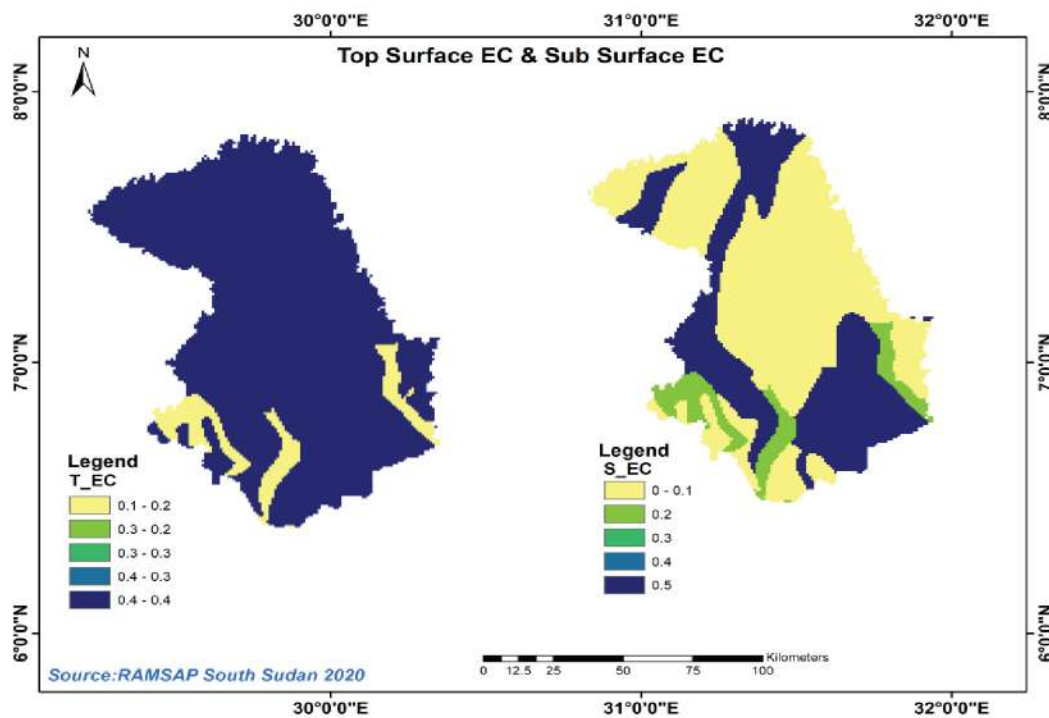 30°0'0"E 31°0'0"E 32°0'0"E
Top Surface EC & Sub Surface EC
N
8°0'0"N 8°0'0"N
7°0'0"N 7°0'0"N
6°0'0"N 6°0'0"N
Legend
T_EC
0.1 - 0.2
0.3 - 0.2
0.3 - 0.3
0.4 - 0.3
0.4 - 0.4
Legend
S_EC
0 - 0.1
0.2
0.3
0.4
0.5
Kilometers
0 12.5 25 50 75 100
Source:RAMSAP South Sudan 2020
30°0'0"E 31°0'0"E 32°0'0"E